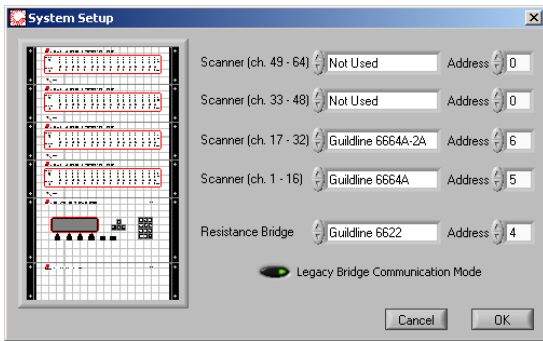 System Setup
Scanner (ch. 49 - 64) Not Used Address 0
Scanner (ch. 33 - 48) Not Used Address 0
Scanner (ch. 17 - 32) Guildline 6664A-2A Address 6
Scanner (ch. 1 - 16) Guildline 6664A Address 5
Resistance Bridge Guildline 6622 Address 4
Legacy Bridge Communication Mode
Cancel OK